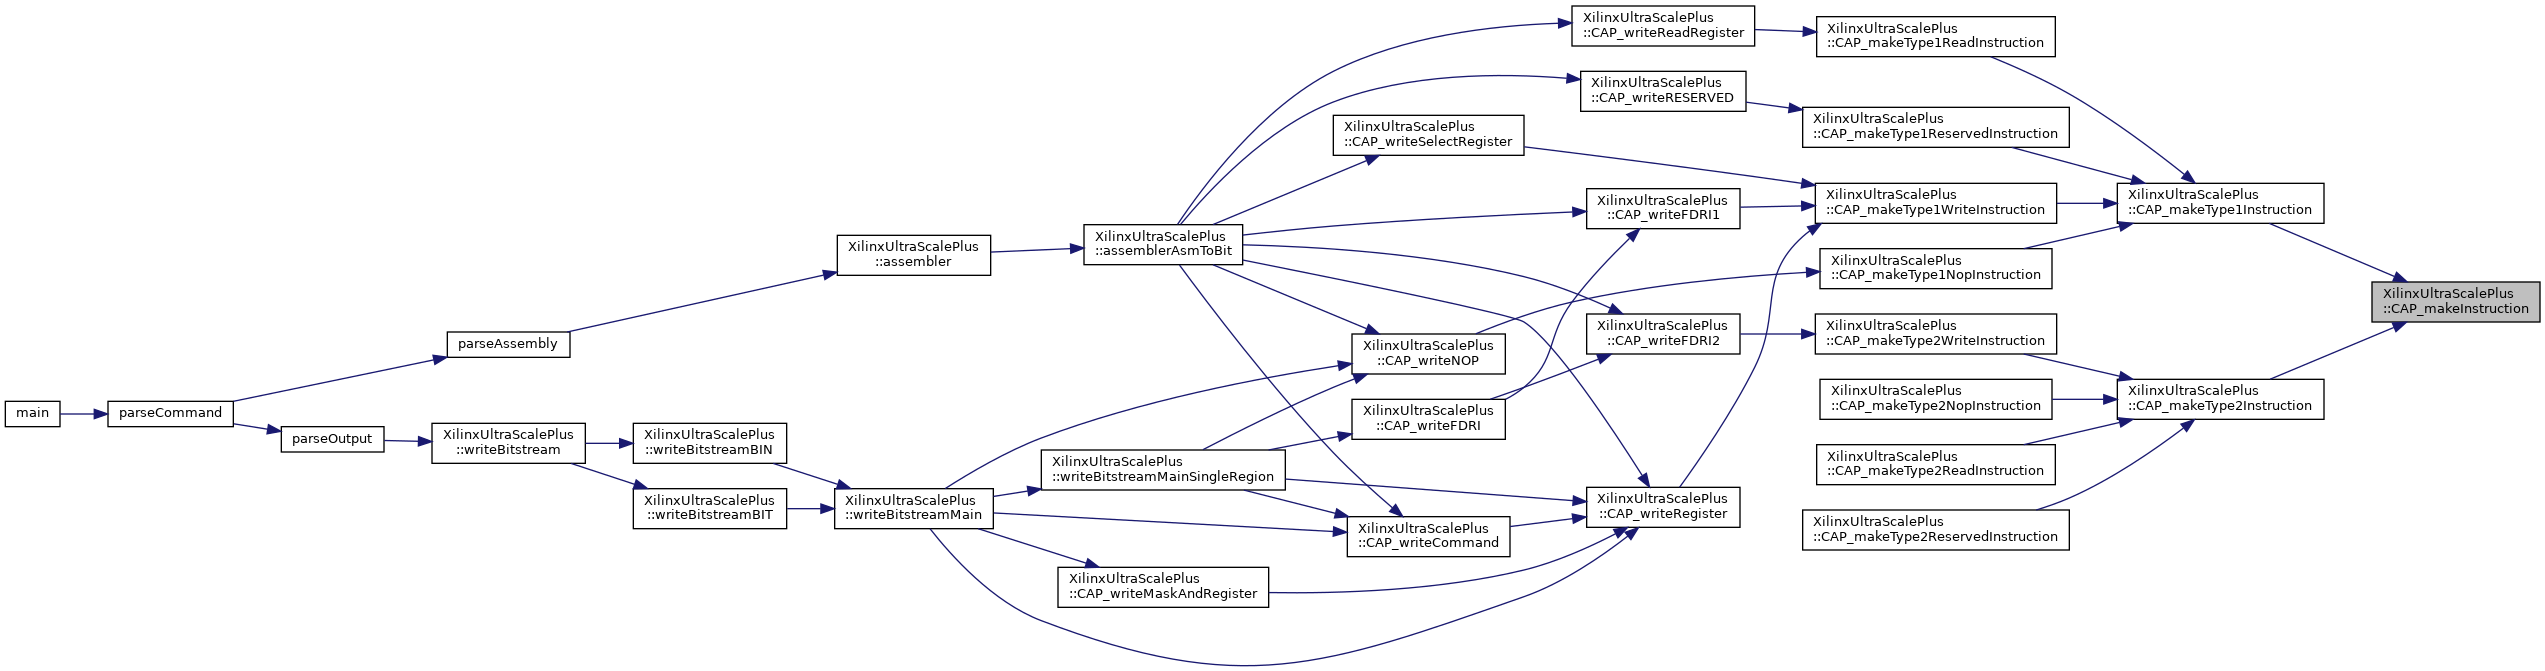 main
parseCommand
parseAssembly
parseOutput
XilinxUltraScalePlus
::writeBitstream
XilinxUltraScalePlus
::writeBitstreamBIN
XilinxUltraScalePlus
::writeBitstreamBIT
XilinxUltraScalePlus
::assembler
XilinxUltraScalePlus
::writeBitstreamMain
XilinxUltraScalePlus
::assemblerAsmToBit
XilinxUltraScalePlus
::writeBitstreamMainSingleRegion
XilinxUltraScalePlus
::CAP_writeMaskAndRegister
XilinxUltraScalePlus
::CAP_writeSelectRegister
XilinxUltraScalePlus
::CAP_writeNOP
XilinxUltraScalePlus
::CAP_writeFDRI
XilinxUltraScalePlus
::CAP_writeCommand
XilinxUltraScalePlus
::CAP_writeReadRegister
XilinxUltraScalePlus
::CAP_writeRESERVED
XilinxUltraScalePlus
::CAP_writeFDRI1
XilinxUltraScalePlus
::CAP_writeFDRI2
XilinxUltraScalePlus
::CAP_writeRegister
XilinxUltraScalePlus
::CAP_makeType1ReadInstruction
XilinxUltraScalePlus
::CAP_makeType1ReservedInstruction
XilinxUltraScalePlus
::CAP_makeType1WriteInstruction
XilinxUltraScalePlus
::CAP_makeType1NopInstruction
XilinxUltraScalePlus
::CAP_makeType2WriteInstruction
XilinxUltraScalePlus
::CAP_makeType2NopInstruction
XilinxUltraScalePlus
::CAP_makeType2ReadInstruction
XilinxUltraScalePlus
::CAP_makeType2ReservedInstruction
XilinxUltraScalePlus
::CAP_makeType1Instruction
XilinxUltraScalePlus
::CAP_makeType2Instruction
XilinxUltraScalePlus
::CAP_makeInstruction